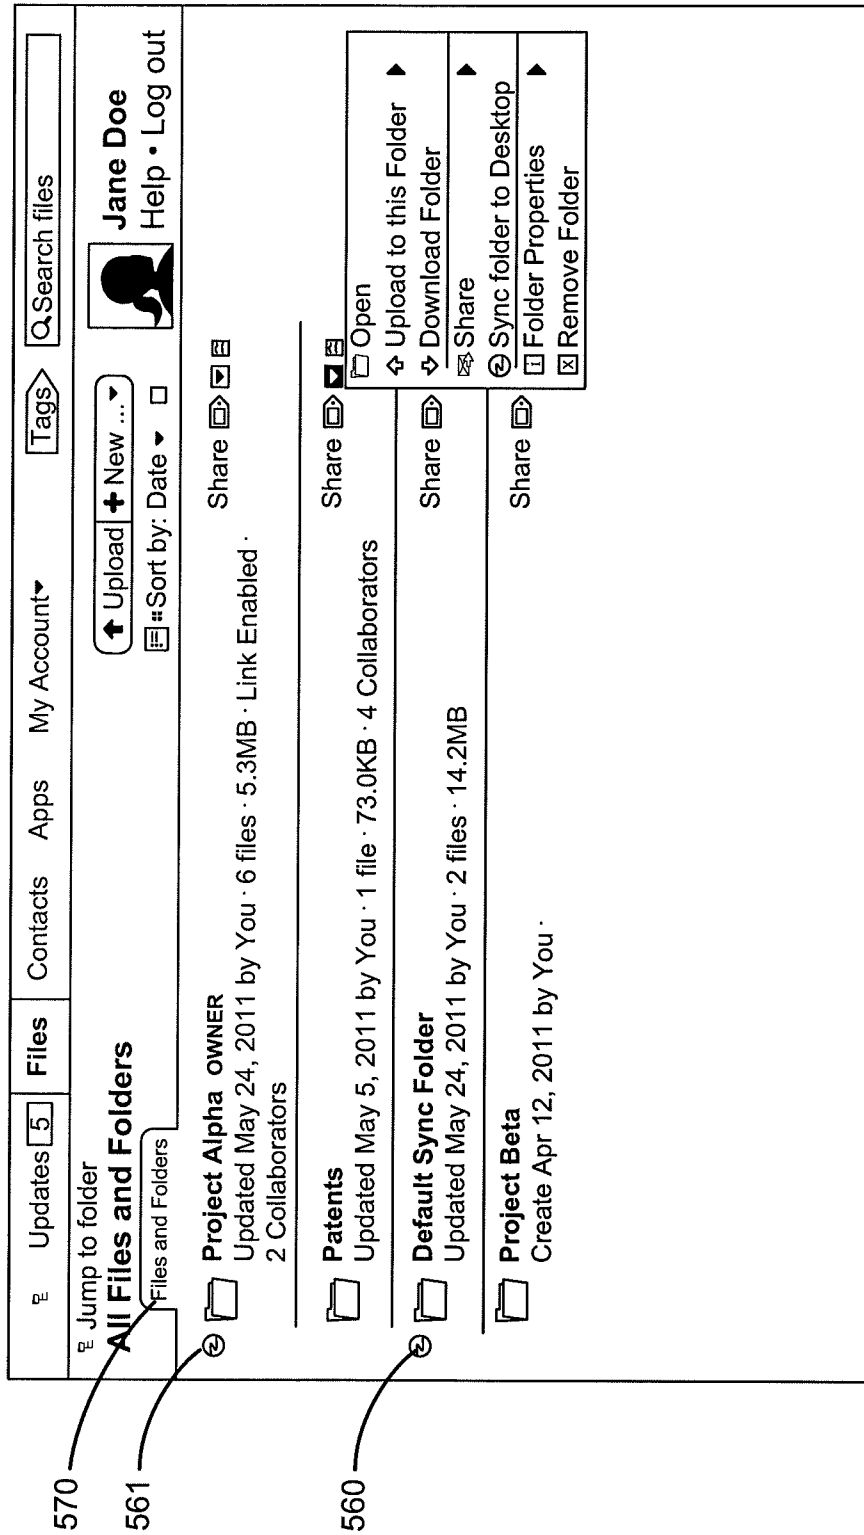 Updates 5 Files Contacts Apps My Account Tags Search files
Jump to folder
All Files and Folders
Upload New ...
Jane Doe
Help • Log out
Files and Folders
Sort by: Date
Project Alpha OWNER
Updated May 24, 2011 by You · 6 files · 5.3MB · Link Enabled ·
2 Collaborators
Share
Patents
Updated May 5, 2011 by You · 1 file · 73.0KB · 4 Collaborators
Share
Default Sync Folder
Updated May 24, 2011 by You · 2 files · 14.2MB
Share
Project Beta
Create Apr 12, 2011 by You ·
Share
Open
Upload to this Folder
Download Folder
Share
Sync folder to Desktop
Folder Properties
Remove Folder
570
561
560